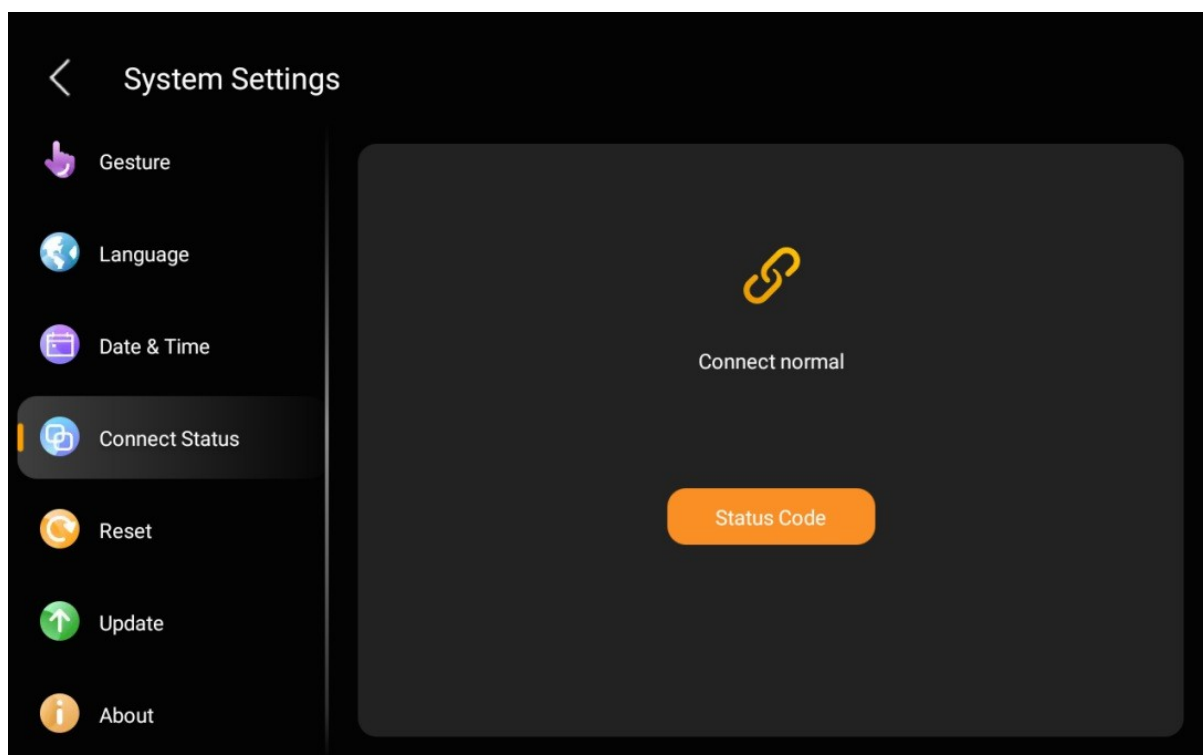 System Settings
Gesture
Language
Date & Time
Connect Status
Reset
Update
About
Connect normal
Status Code